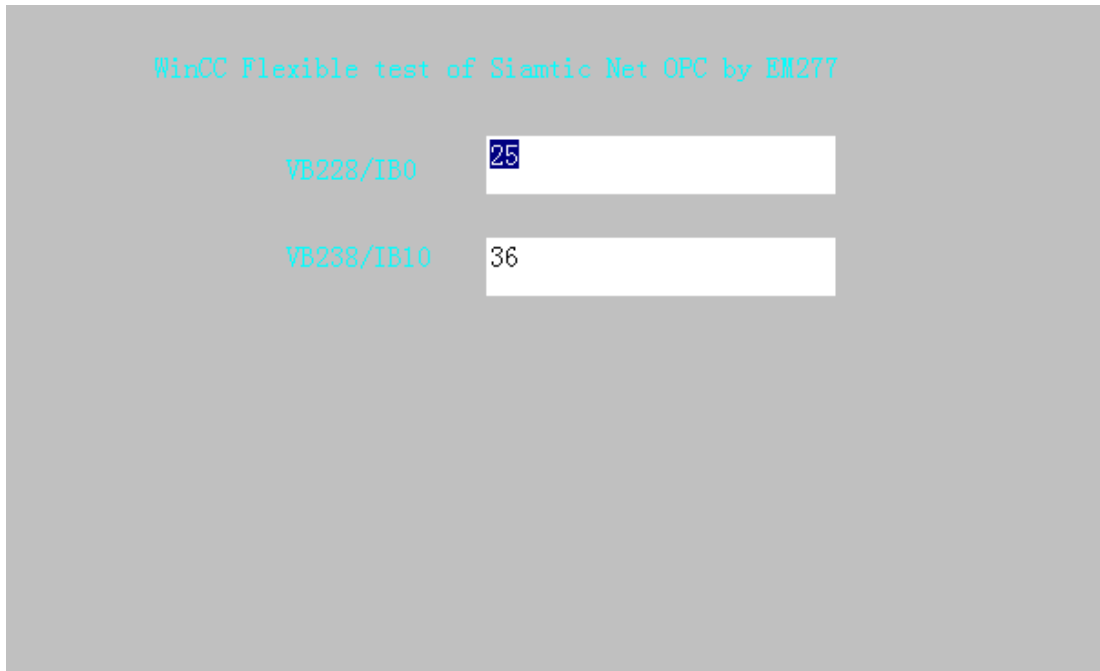 WinCC Flexible test of Siamtic Net OPC by EM277
VB228/IB0 25
VB238/IB10 36